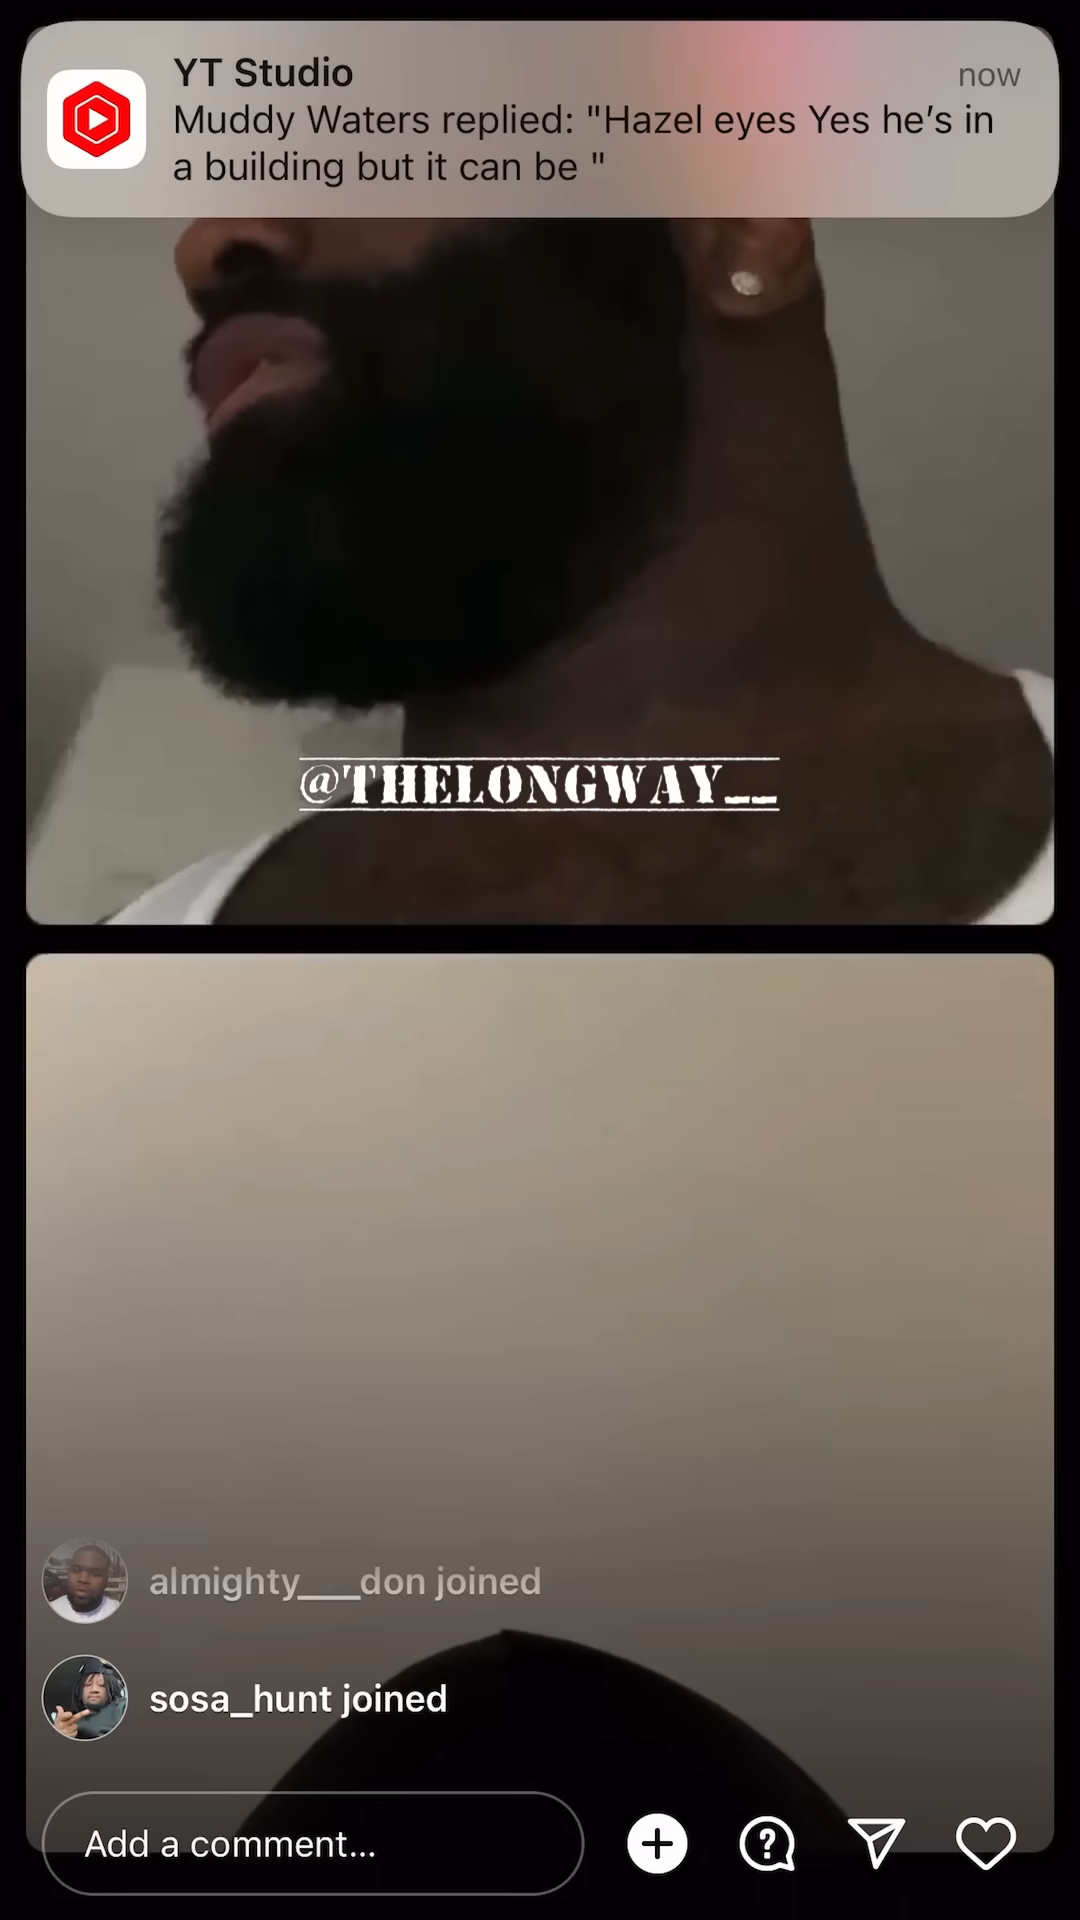 YT Studio
now
Muddy Waters replied: "Hazel eyes Yes he’s in
a building but it can be "
@THELONGWAY__
almighty___don joined
sosa_hunt joined
Add a comment...